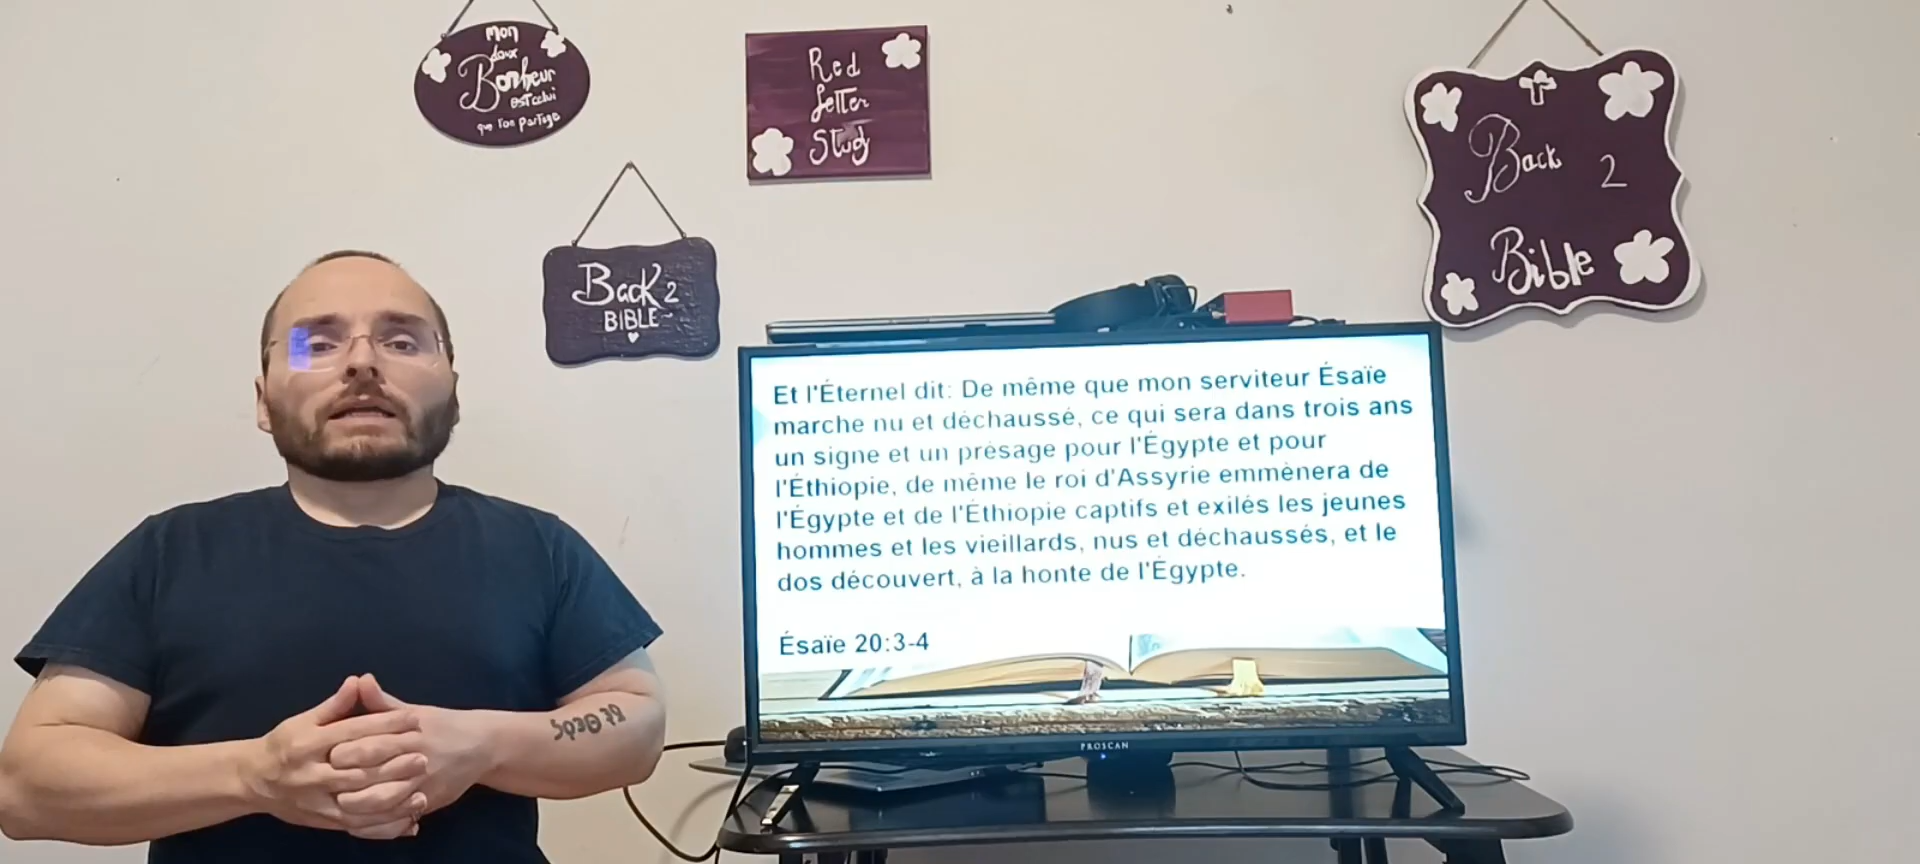 Mon
doux
Bonheur
est celui
que l'on partage
Red
Letter
Study
Back 2
BIBLE
Back 2
Bible
Et l'Éternel dit: De même que mon serviteur Ésaïe
marche nu et déchaussé, ce qui sera dans trois ans
un signe et un présage pour l'Égypte et pour
l'Éthiopie, de même le roi d'Assyrie emmènera de
l'Égypte et de l'Éthiopie captifs et exilés les jeunes
hommes et les vieillards, nus et déchaussés, et le
dos découvert, à la honte de l'Égypte.
Ésaïe 20:3-4
PROSCAN